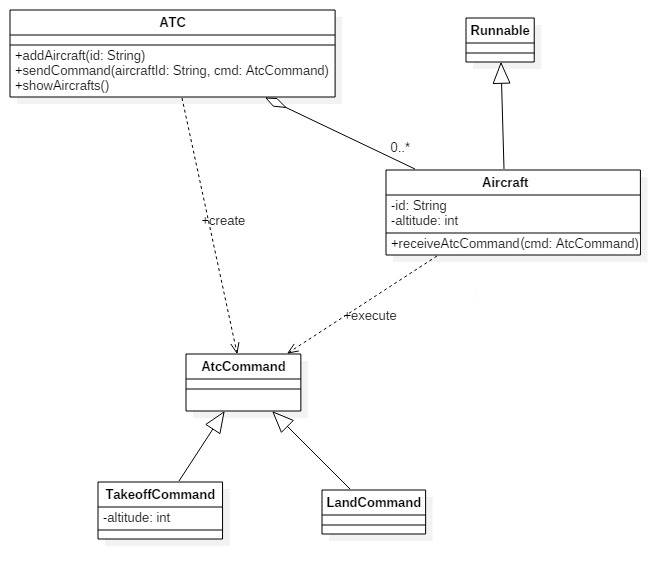 ATC
+addAircraft(id: String)
+sendCommand(aircraftId: String, cmd: AtcCommand)
+showAircrafts()
Runnable
0..*
Aircraft
-id: String
-altitude: int
+receiveAtcCommand(cmd: AtcCommand)
+create
+execute
AtcCommand
TakeoffCommand
-altitude: int
LandCommand